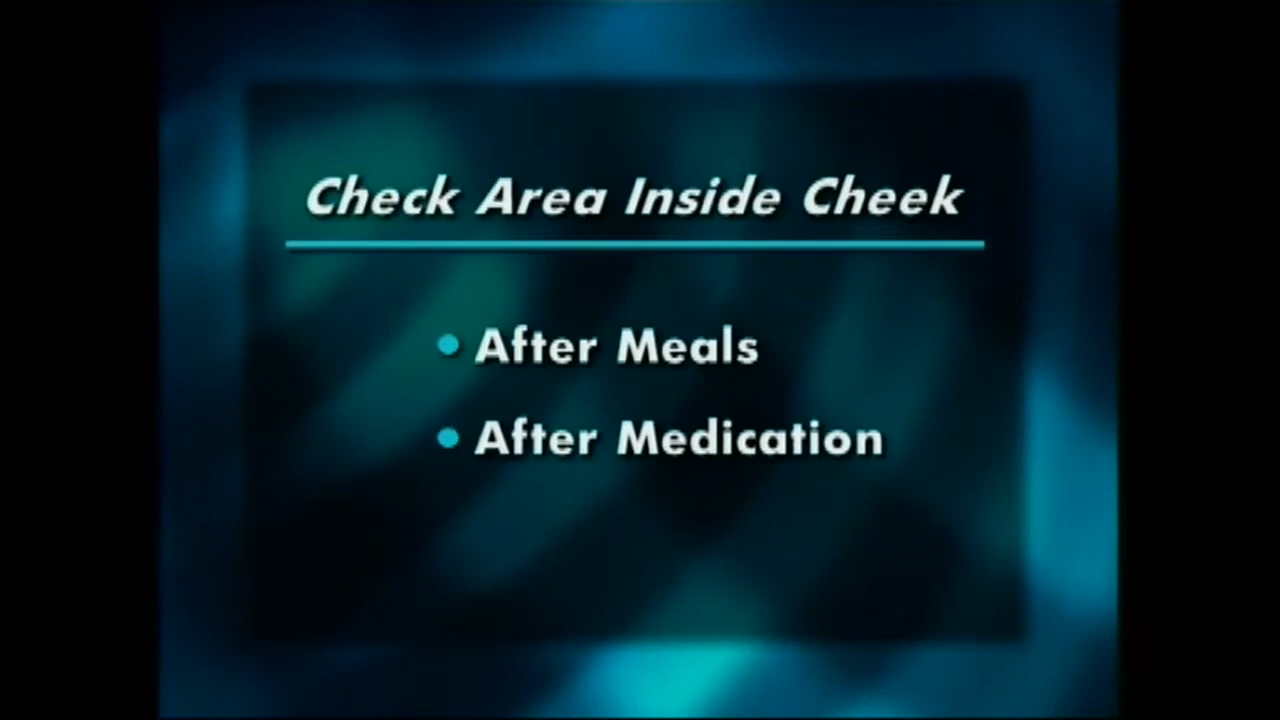 Check Area Inside Cheek
• After Meals
• After Medication